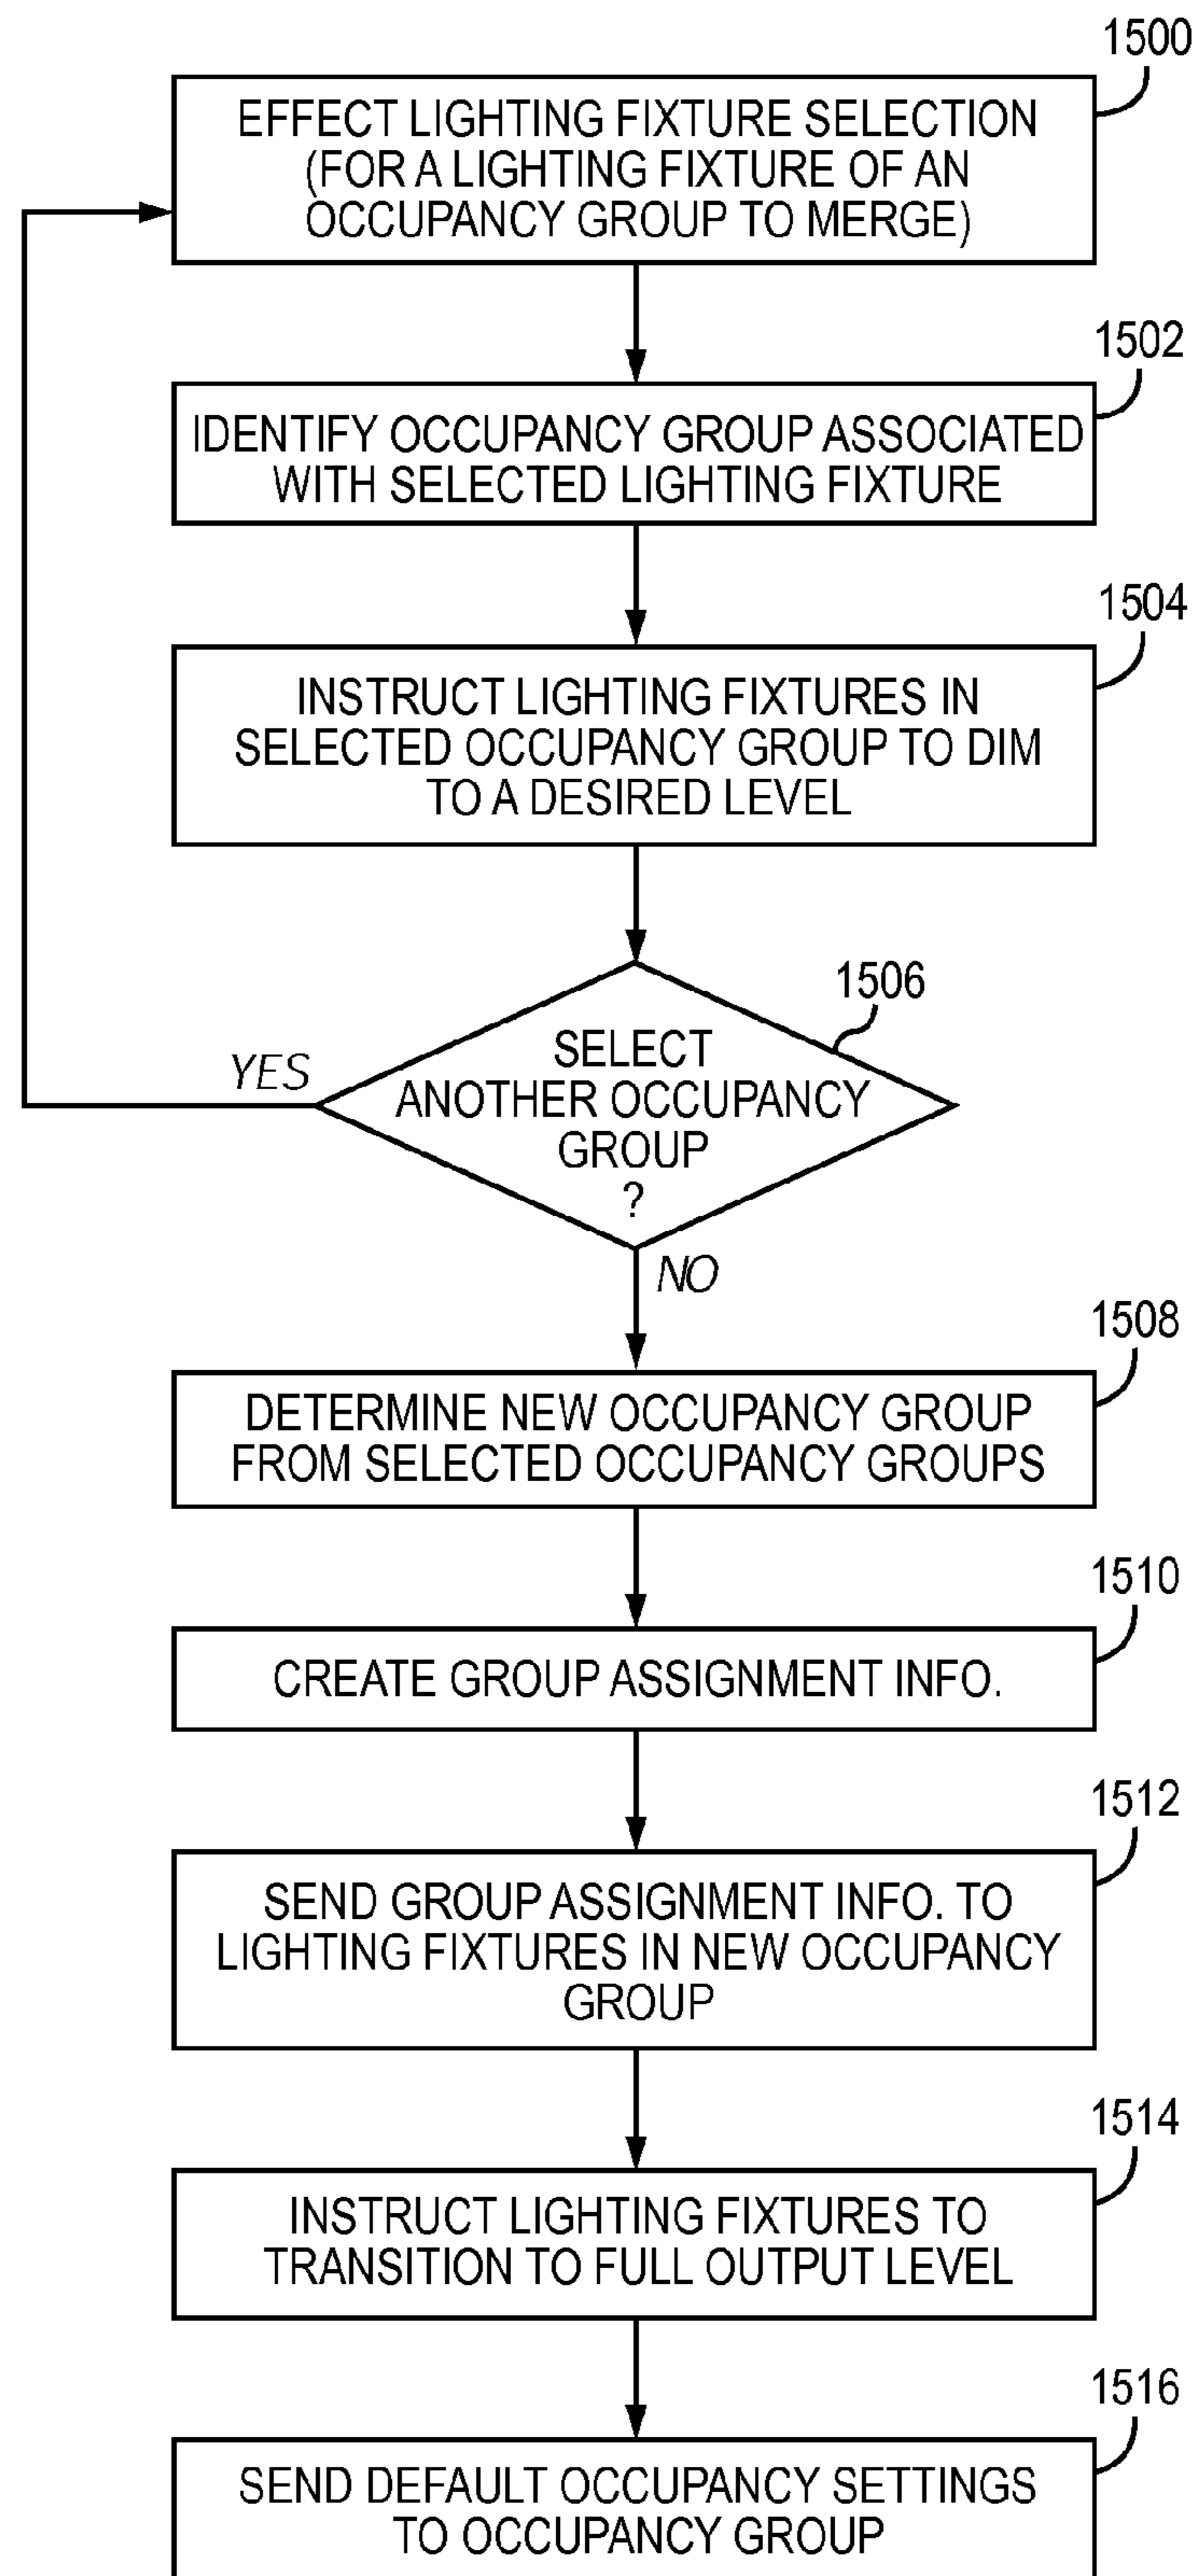 1500
EFFECT LIGHTING FIXTURE SELECTION
(FOR A LIGHTING FIXTURE OF AN
OCCUPANCY GROUP TO MERGE)
1502
IDENTIFY OCCUPANCY GROUP ASSOCIATED
WITH SELECTED LIGHTING FIXTURE
1504
INSTRUCT LIGHTING FIXTURES IN
SELECTED OCCUPANCY GROUP TO DIM
TO A DESIRED LEVEL
1506
YES
SELECT
ANOTHER OCCUPANCY
GROUP
?
NO
1508
DETERMINE NEW OCCUPANCY GROUP
FROM SELECTED OCCUPANCY GROUPS
1510
CREATE GROUP ASSIGNMENT INFO.
1512
SEND GROUP ASSIGNMENT INFO. TO
LIGHTING FIXTURES IN NEW OCCUPANCY
GROUP
1514
INSTRUCT LIGHTING FIXTURES TO
TRANSITION TO FULL OUTPUT LEVEL
1516
SEND DEFAULT OCCUPANCY SETTINGS
TO OCCUPANCY GROUP